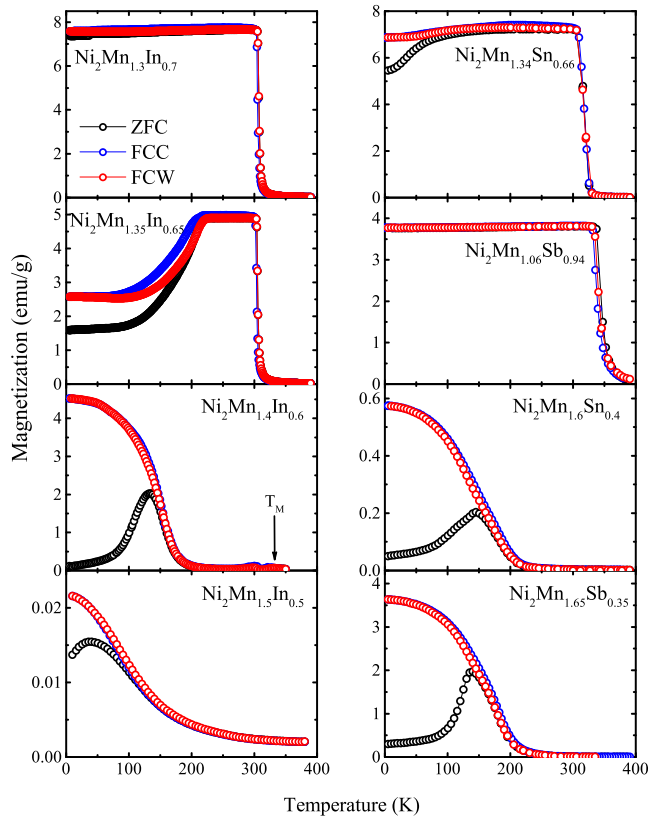 8
6
4
2
0
Ni2Mn1.3In0.7
ZFC
FCC
FCW
8
6
4
2
0
Ni2Mn1.34Sn0.66
5
4
3
2
1
0
Ni2Mn1.35In0.65
4
3
2
1
0
Ni2Mn1.06Sb0.94
4
3
2
1
0
Ni2Mn1.4In0.6
TM
0.6
0.4
0.2
0.0
Ni2Mn1.6Sn0.4
0.02
0.01
0.00
Ni2Mn1.5In0.5
0 100 200 300 400
4
3
2
1
0
Ni2Mn1.65Sb0.35
0 100 200 300 400
Magnetization (emu/g)
Temperature (K)